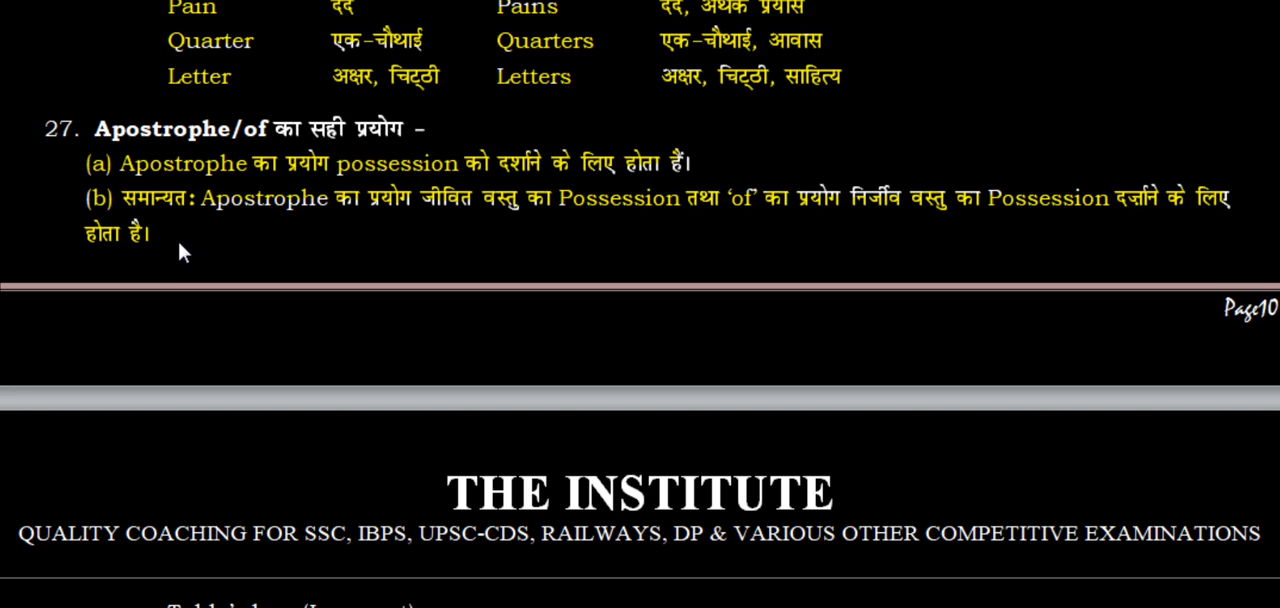 Pain दर्द Pains दर्द, अथक प्रयास
Quarter एक-चौथाई Quarters एक-चौथाई, आवास
Letter अक्षर, चिट्ठी Letters अक्षर, चिट्ठी, साहित्य
27. Apostrophe/of का सही प्रयोग -
(a) Apostrophe का प्रयोग possession को दर्शाने के लिए होता हैं।
(b) समान्यत: Apostrophe का प्रयोग जीवित वस्तु का Possession तथा ‘of’ का प्रयोग निर्जीव वस्तु का Possession दर्ज़ाने के लिए
होता है।
Page10
THE INSTITUTE
QUALITY COACHING FOR SSC, IBPS, UPSC-CDS, RAILWAYS, DP & VARIOUS OTHER COMPETITIVE EXAMINATIONS